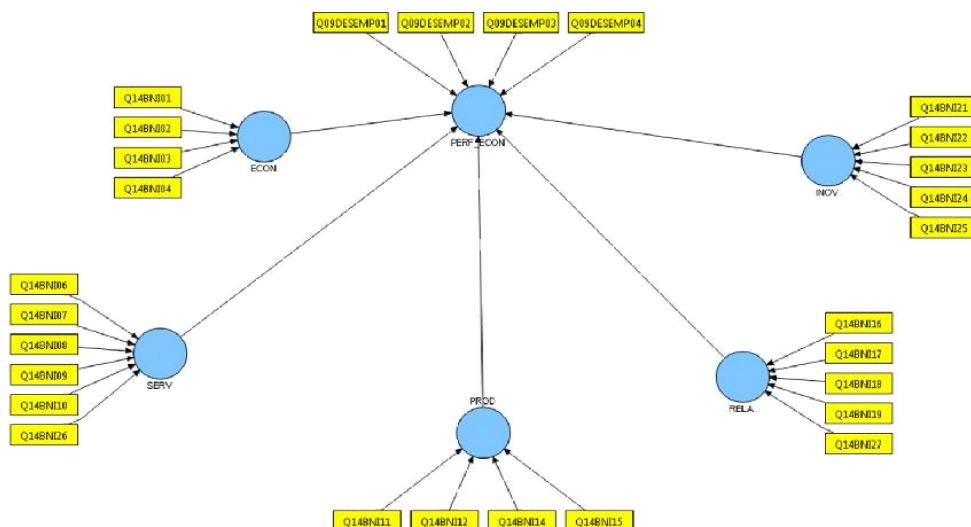 Q09DESEMP01 Q09DESEMP02 Q09DESEMP03 Q09DESEMP04
Q14BNI01
Q14BNI02
Q14BNI03
Q14BNI04
ECON
PERF_ECON
Q14BNI21
Q14BNI22
Q14BNI23
Q14BNI24
Q14BNI25
INOV
Q14BNI06
Q14BNI07
Q14BNI08
Q14BNI09
Q14BNI10
Q14BNI26
SERV
PROD
Q14BNI16
Q14BNI17
Q14BNI18
Q14BNI19
Q14BNI27
RELA
Q14BNI11 Q14BNI12 Q14BNI14 Q14BNI15